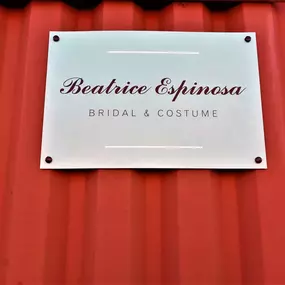 Beatrice Espinosa
BRIDAL & COSTUME